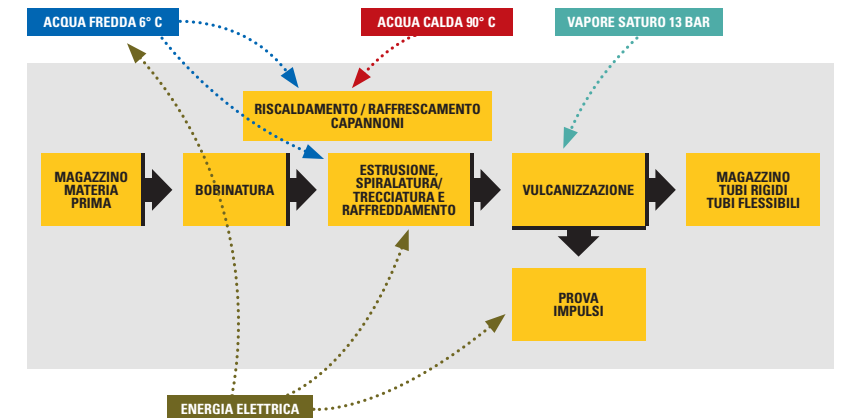 ACQUA FREDDA 6° C
ACQUA CALDA 90° C
VAPORE SATURO 13 BAR
RISCALDAMENTO / RAFFRESCAMENTO
CAPANNONI
MAGAZZINO
MATERIA
PRIMA
BOBINATURA
ESTRUSIONE,
SPIRALATURA/
TRECCIATURA E
RAFFREDDAMENTO
VULCANIZZAZIONE
MAGAZZINO
TUBI RIGIDI
TUBI FLESSIBILI
PROVA
IMPULSI
ENERGIA ELETTRICA